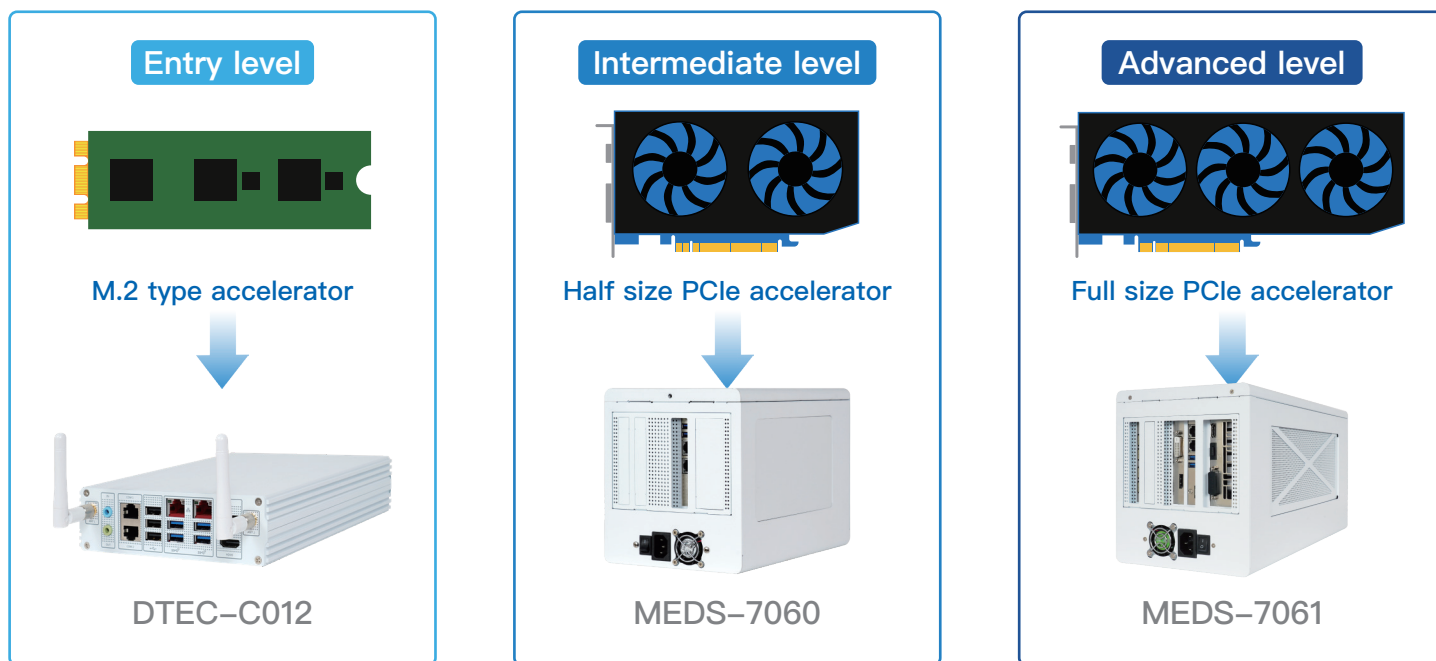 Entry level
M.2 type accelerator
DTEC–C012
Intermediate level
Half size PCIe accelerator
MEDS–7060
Advanced level
Full size PCIe accelerator
MEDS–7061